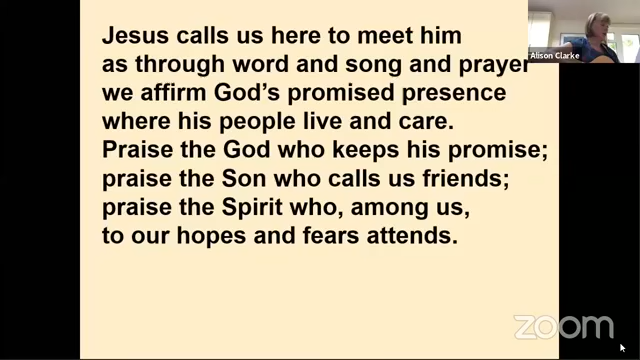 Jesus calls us here to meet him
as through word and song and prayer
we affirm God's promised presence
where his people live and care.
Praise the God who keeps his promise;
praise the Son who calls us friends;
praise the Spirit who, among us,
to our hopes and fears attends.
Alison Clarke
zoom